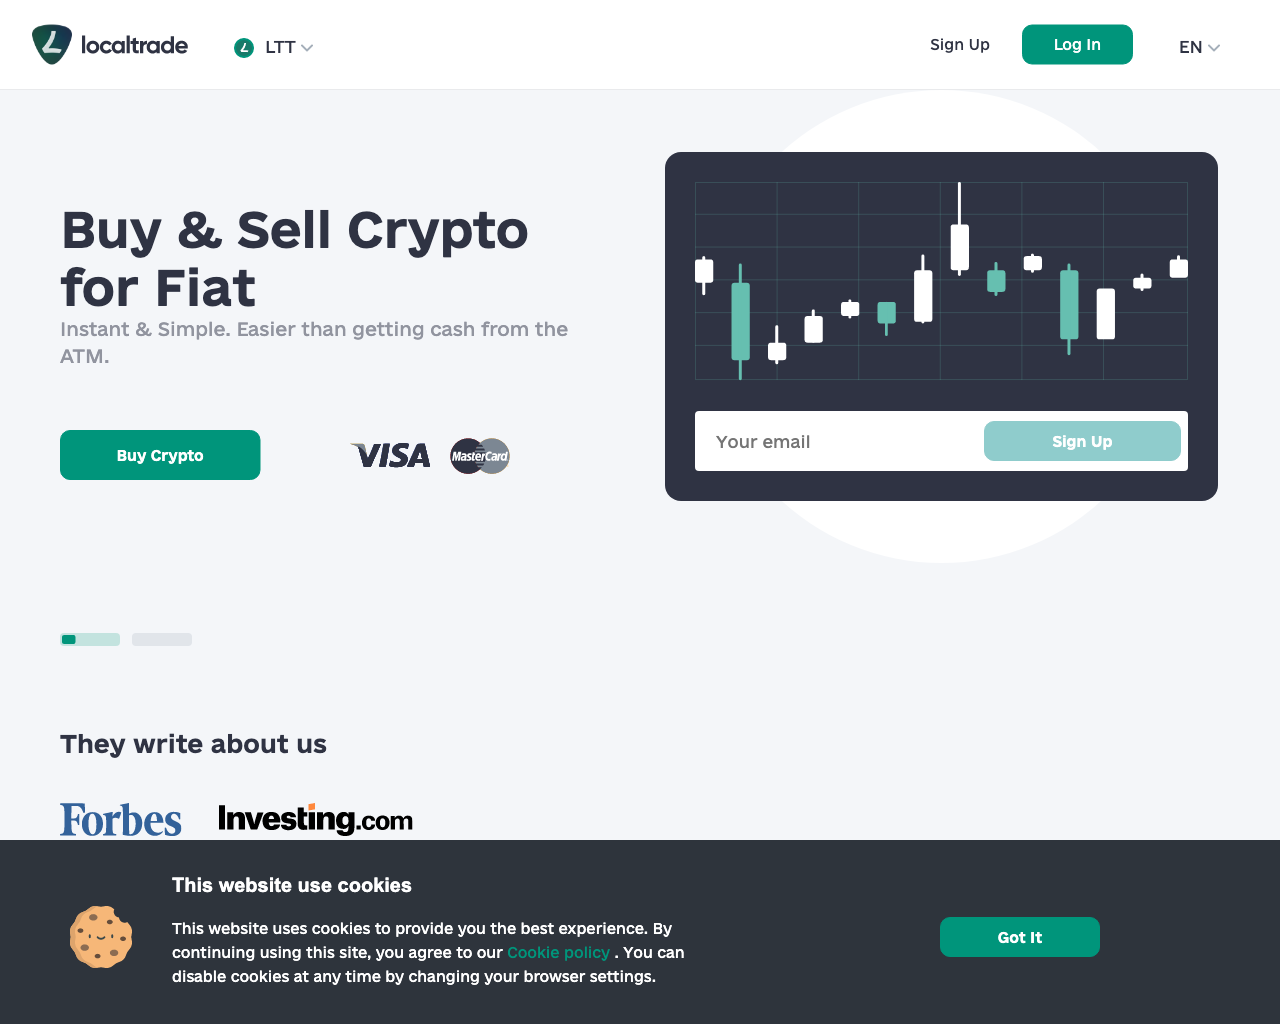 localtrade
LTT
Sign Up
Log In
EN
Buy & Sell Crypto
for Fiat
Instant & Simple. Easier than getting cash from the
ATM.
Buy Crypto
VISA
MasterCard
Your email
Sign Up
They write about us
Forbes
Investing.com
This website use cookies
This website uses cookies to provide you the best experience. By
continuing using this site, you agree to our Cookie policy . You can
disable cookies at any time by changing your browser settings.
Got It